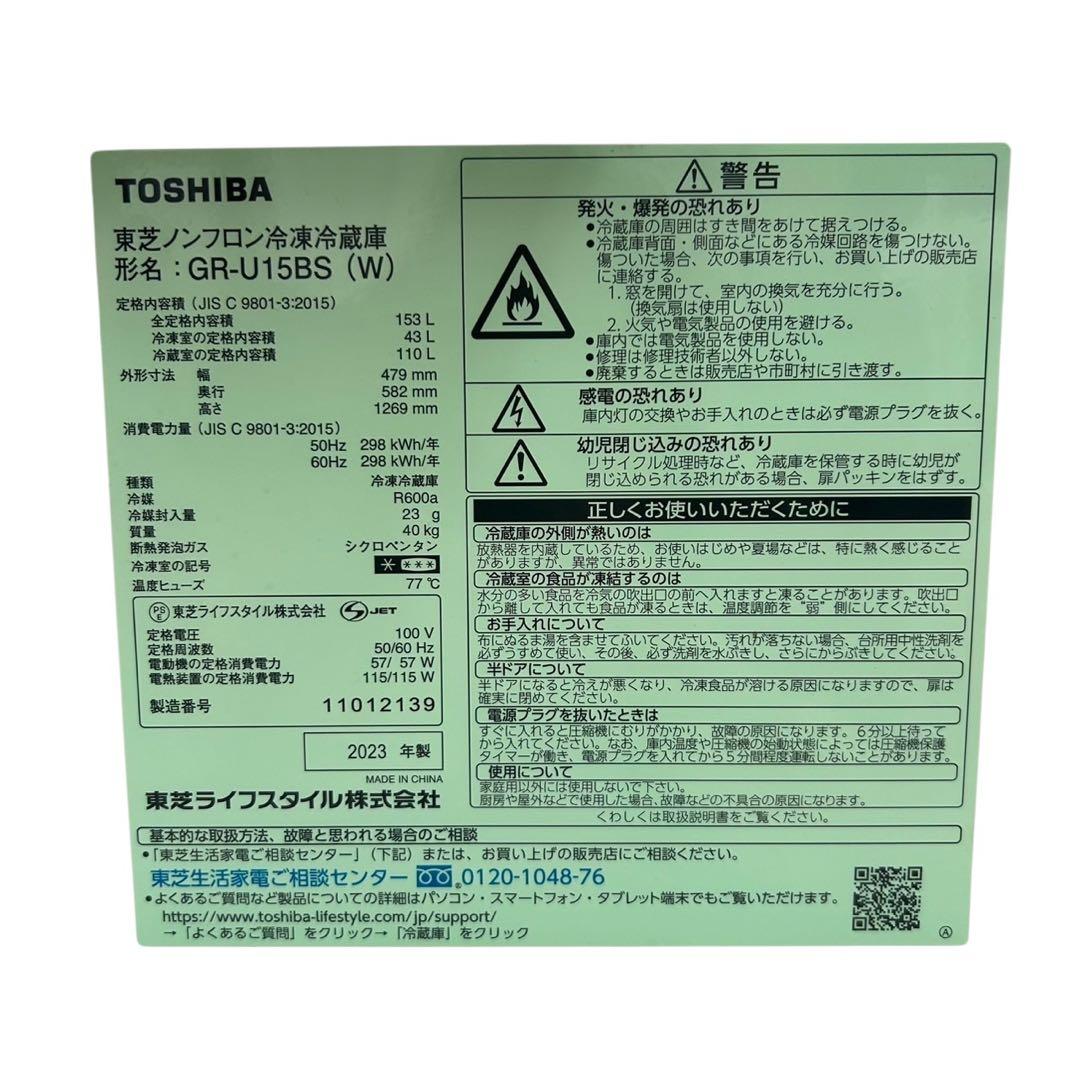 TOSHIBA
東芝ノンフロン冷凍冷蔵庫
形名：GR-U15BS（W）
定格内容積（JIS C 9801-3:2015）
全定格内容積 153 L
冷凍室の定格内容積 43 L
冷蔵室の定格内容積 110 L
外形寸法 幅 479 mm
奥行 582 mm
高さ 1269 mm
消費電力量（JIS C 9801-3:2015）
50Hz 298 kWh/年
60Hz 298 kWh/年
種類 冷凍冷蔵庫
冷媒 R600a
冷媒封入量 23 g
質量 40 kg
断熱発泡ガス シクロペンタン
冷凍室の記号 ＊＊＊＊
温度ヒューズ 77 ℃
PSE 東芝ライフスタイル株式会社 JET
定格電圧 100 V
定格周波数 50/60 Hz
電動機の定格消費電力 57/ 57 W
電熱装置の定格消費電力 115/115 W
製造番号 11012139
2023 年製
MADE IN CHINA
東芝ライフスタイル株式会社
警告
発火・爆発の恐れあり
●冷蔵庫の周囲はすき間をあけて据えつける。
●冷蔵庫背面・側面などにある冷媒回路を傷つけない。
傷ついた場合、次の事項を行い、お買い上げの販売店
に連絡する。
1. 窓を開けて、室内の換気を充分に行う。
（換気扇は使用しない）
2. 火気や電気製品の使用を避ける。
●庫内では電気製品を使用しない。
●修理は修理技術者以外しない。
●廃棄するときは販売店や市町村に引き渡す。
感電の恐れあり
庫内灯の交換やお手入れのときは必ず電源プラグを抜く。
幼児閉じ込みの恐れあり
リサイクル処理時など、冷蔵庫を保管する時に幼児が
閉じ込められる恐れがある場合、扉パッキンをはずす。
正しくお使いいただくために
冷蔵庫の外側が熱いのは
放熱器を内蔵しているため、お使いはじめや夏場などは、特に熱く感じること
がありますが、異常ではありません。
冷蔵室の食品が凍結するのは
水分の多い食品を冷気の吹出口の前へ入れますと凍ることがあります。吹出口
から離して入れても食品が凍るときは、温度調節を“弱”側にしてください。
お手入れについて
布にぬるま湯を含ませてふいてください。汚れが落ちない場合、台所用中性洗剤を
必ずうすめて使い、その後、必ず洗剤を水ぶきし、さらにからぶきしてください。
半ドアについて
半ドアになると冷えが悪くなり、冷凍食品が溶ける原因になりますので、扉は
確実に閉めてください。
電源プラグを抜いたときは
すぐに入れると圧縮機にむりがかかり、故障の原因になります。6分以上待って
から入れてください。なお、庫内温度や圧縮機の始動状態によっては圧縮機保護
タイマーが働き、電源プラグを入れてから5分間程度運転しないことがあります。
使用について
家庭用以外には使用しないで下さい。
厨房や屋外などで使用した場合、故障などの不具合の原因になります。
くわしくは取扱説明書をご覧ください。
基本的な取扱方法、故障と思われる場合のご相談
●「東芝生活家電ご相談センター」（下記）または、お買い上げの販売店にご相談ください。
東芝生活家電ご相談センター 0120-1048-76
●よくあるご質問など製品についての詳細はパソコン・スマートフォン・タブレット端末でもご覧いただけます。
https://www.toshiba-lifestyle.com/jp/support/
→「よくあるご質問」をクリック→「冷蔵庫」をクリック
Ⓐ